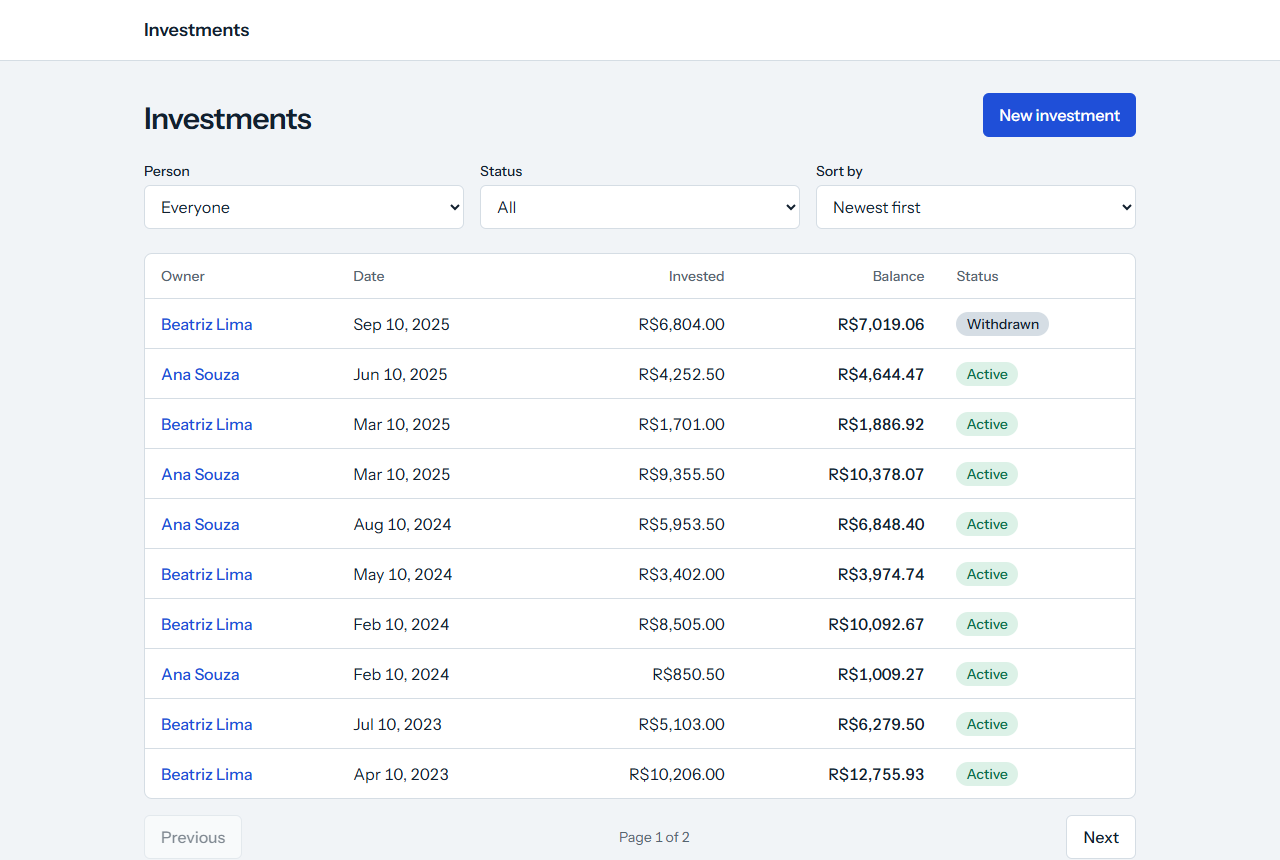 Investments
Investments
New investment
Person Status Sort by
Everyone All Newest first
Owner Date Invested Balance Status
Beatriz Lima Sep 10, 2025 R$6,804.00 R$7,019.06 Withdrawn
Ana Souza Jun 10, 2025 R$4,252.50 R$4,644.47 Active
Beatriz Lima Mar 10, 2025 R$1,701.00 R$1,886.92 Active
Ana Souza Mar 10, 2025 R$9,355.50 R$10,378.07 Active
Ana Souza Aug 10, 2024 R$5,953.50 R$6,848.40 Active
Beatriz Lima May 10, 2024 R$3,402.00 R$3,974.74 Active
Beatriz Lima Feb 10, 2024 R$8,505.00 R$10,092.67 Active
Ana Souza Feb 10, 2024 R$850.50 R$1,009.27 Active
Beatriz Lima Jul 10, 2023 R$5,103.00 R$6,279.50 Active
Beatriz Lima Apr 10, 2023 R$10,206.00 R$12,755.93 Active
Previous Page 1 of 2 Next